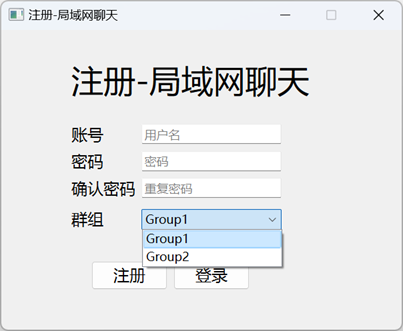 注册-局域网聊天
注册-局域网聊天
账号 用户名
密码 密码
确认密码 重复密码
群组 Group1
Group1
Group2
注册 登录